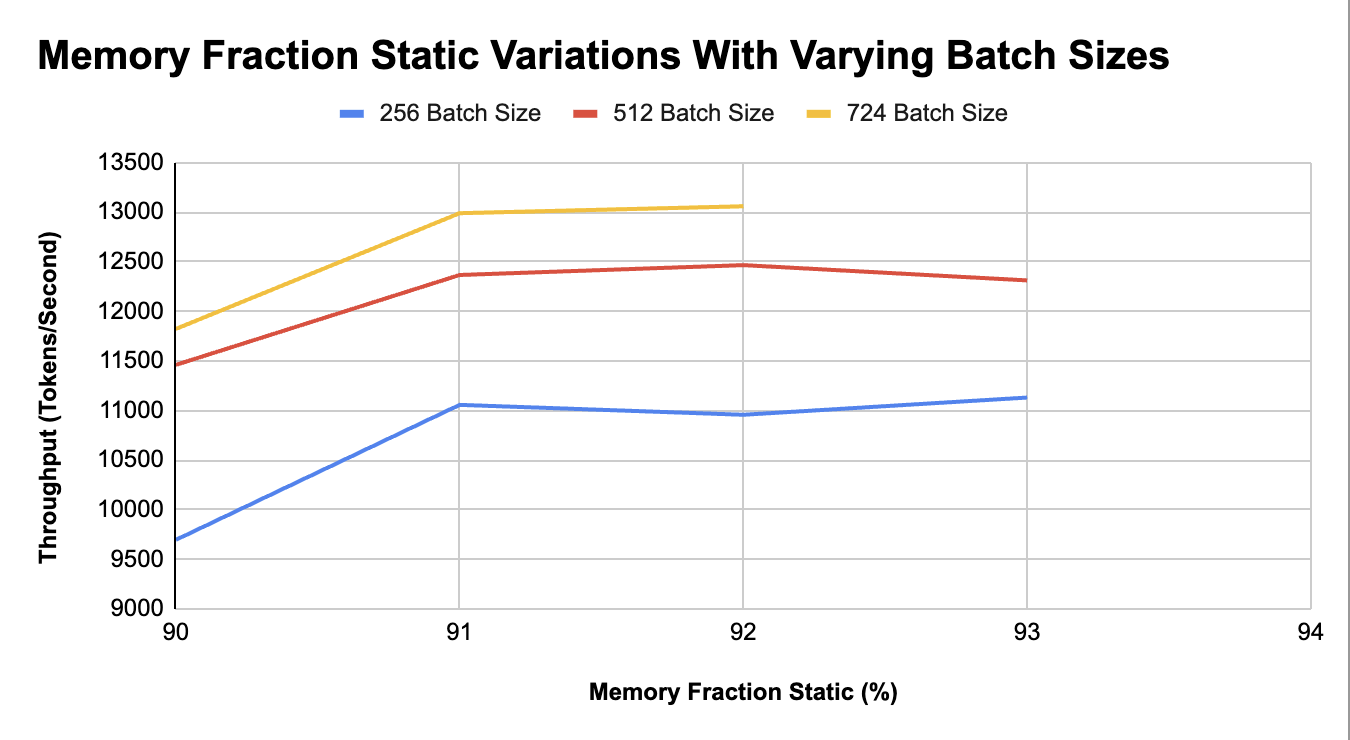 Memory Fraction Static Variations With Varying Batch Sizes
256 Batch Size 512 Batch Size 724 Batch Size
Throughput (Tokens/Second)
13500
13000
12500
12000
11500
11000
10500
10000
9500
9000
90 91 92 93 94
Memory Fraction Static (%)